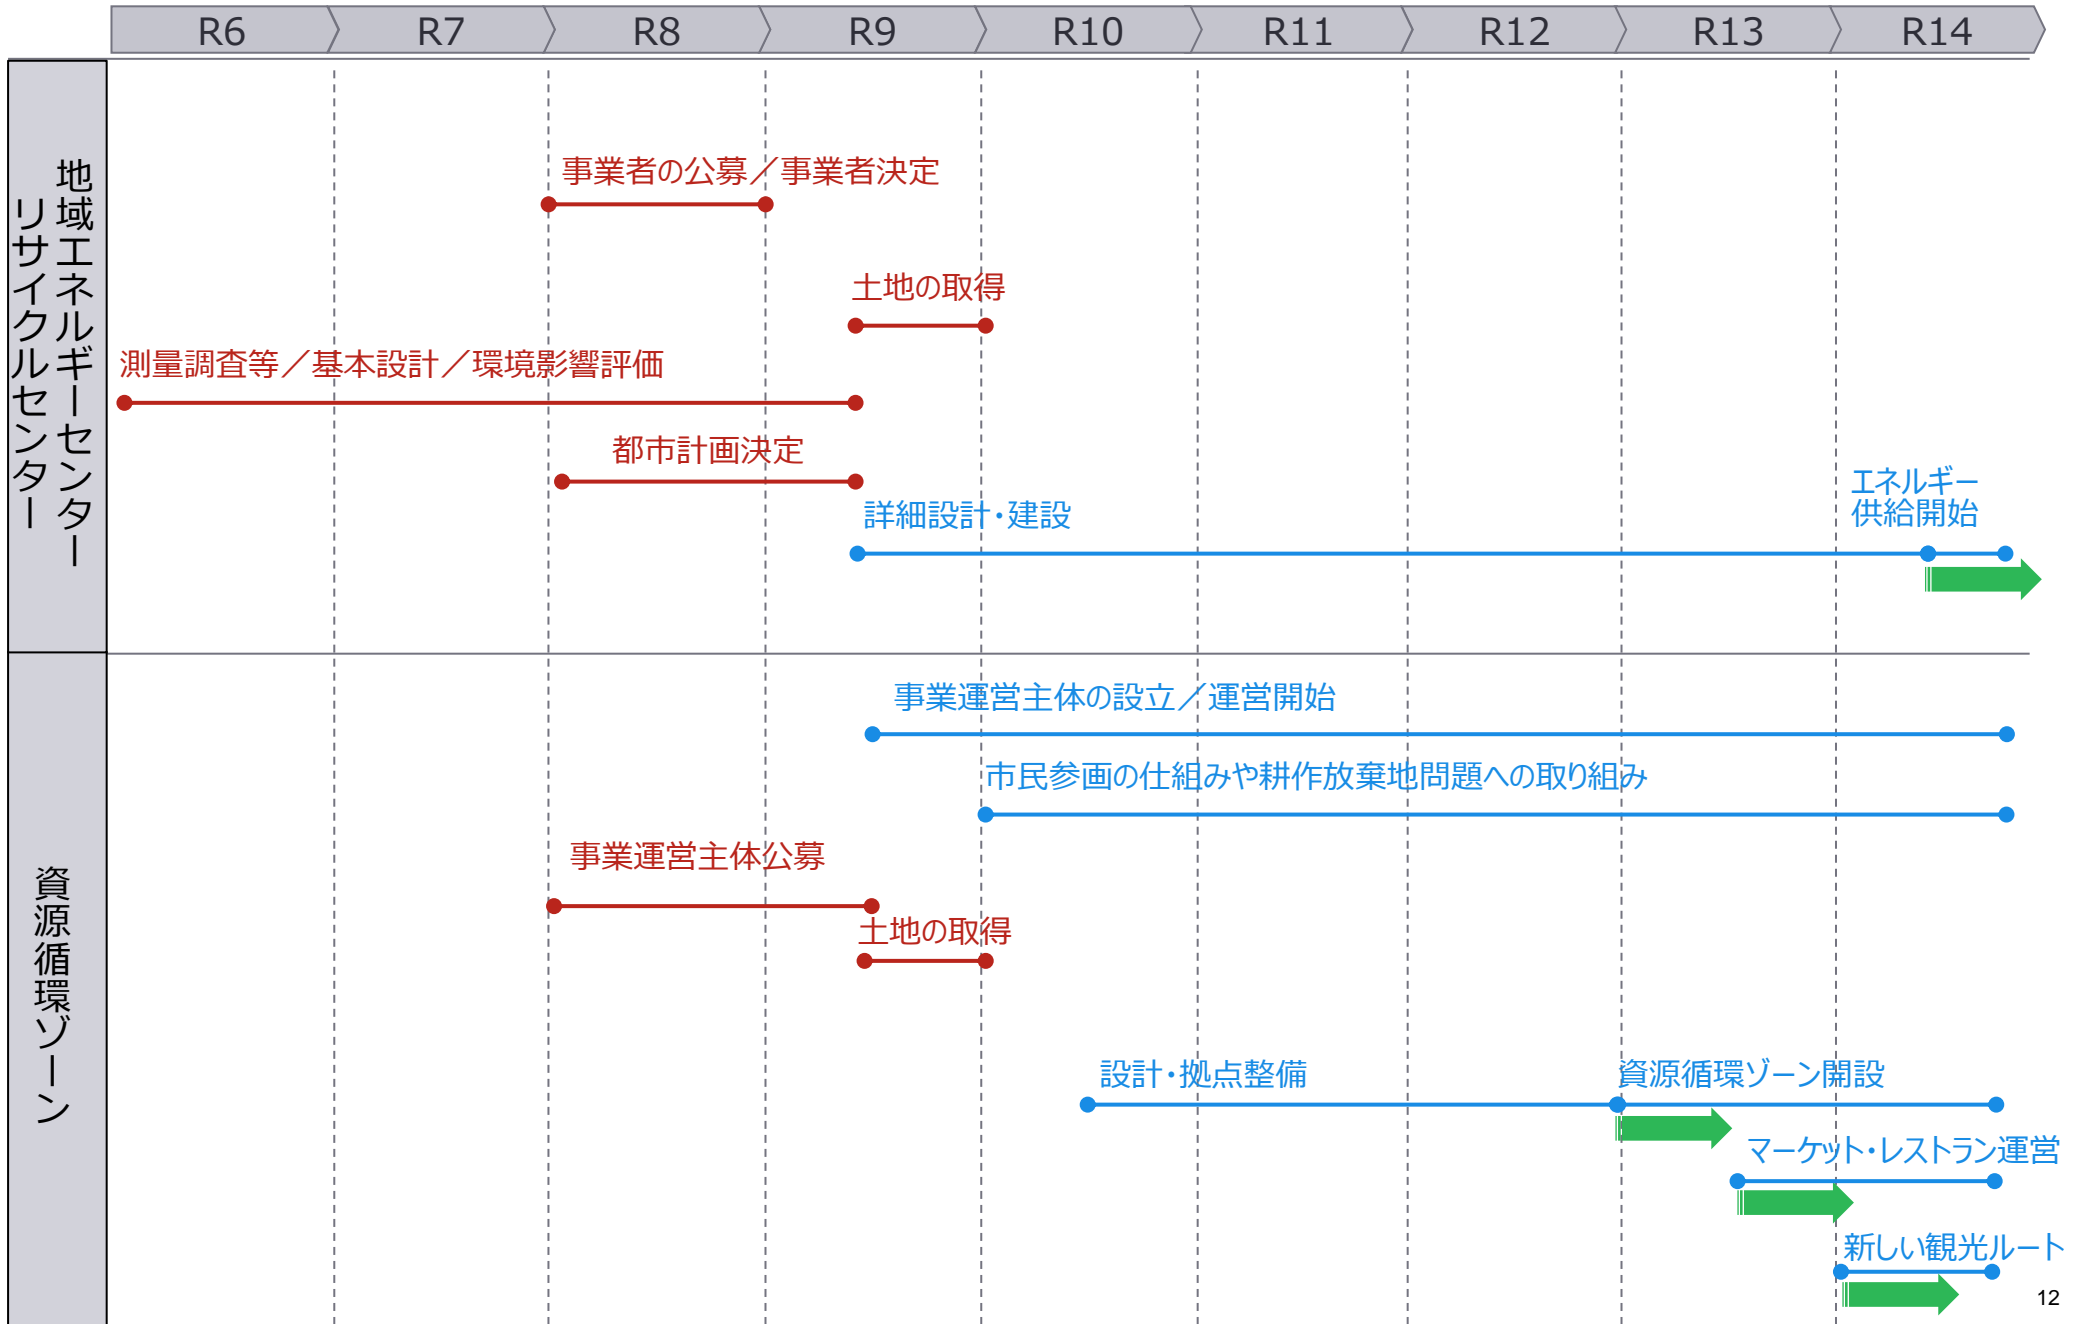 R6
R7
R8
R9
R10
R11
R12
R13
R14
地域エネルギーセンター
リサイクルセンター
事業者の公募／事業者決定
土地の取得
測量調査等／基本設計／環境影響評価
都市計画決定
詳細設計・建設
エネルギー
供給開始
資源循環ゾーン
事業運営主体の設立／運営開始
市民参画の仕組みや耕作放棄地問題への取り組み
事業運営主体公募
土地の取得
設計・拠点整備
資源循環ゾーン開設
マーケット・レストラン運営
新しい観光ルート
12